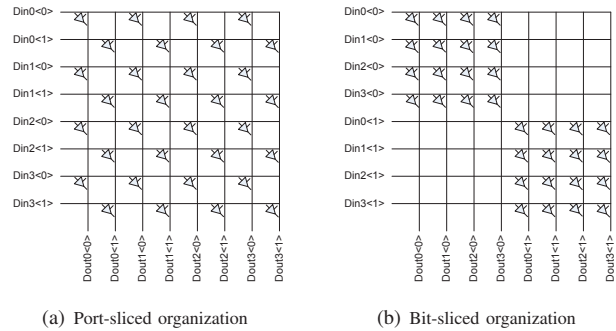 Din0<0>
Din0<1>
Din1<0>
Din1<1>
Din2<0>
Din2<1>
Din3<0>
Din3<1>
Dout0<0>
Dout0<1>
Dout1<0>
Dout1<1>
Dout2<0>
Dout2<1>
Dout3<0>
Dout3<1>
(a) Port-sliced organization
Din0<0>
Din1<0>
Din2<0>
Din3<0>
Din0<1>
Din1<1>
Din2<1>
Din3<1>
Dout0<0>
Dout1<0>
Dout2<0>
Dout3<0>
Dout0<1>
Dout1<1>
Dout2<1>
Dout3<1>
(b) Bit-sliced organization